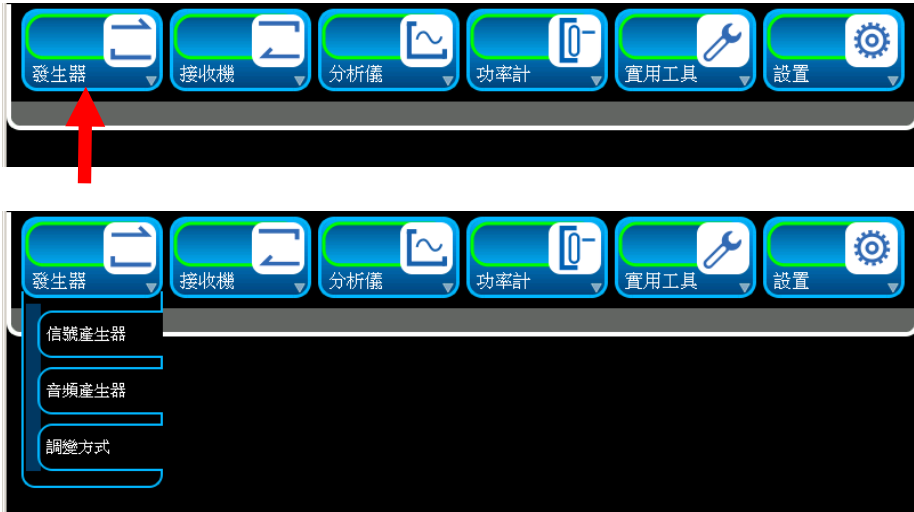 發生器 接收機 分析儀 功率計 實用工具 設置
發生器 接收機 分析儀 功率計 實用工具 設置
信號產生器
音頻產生器
調變方式